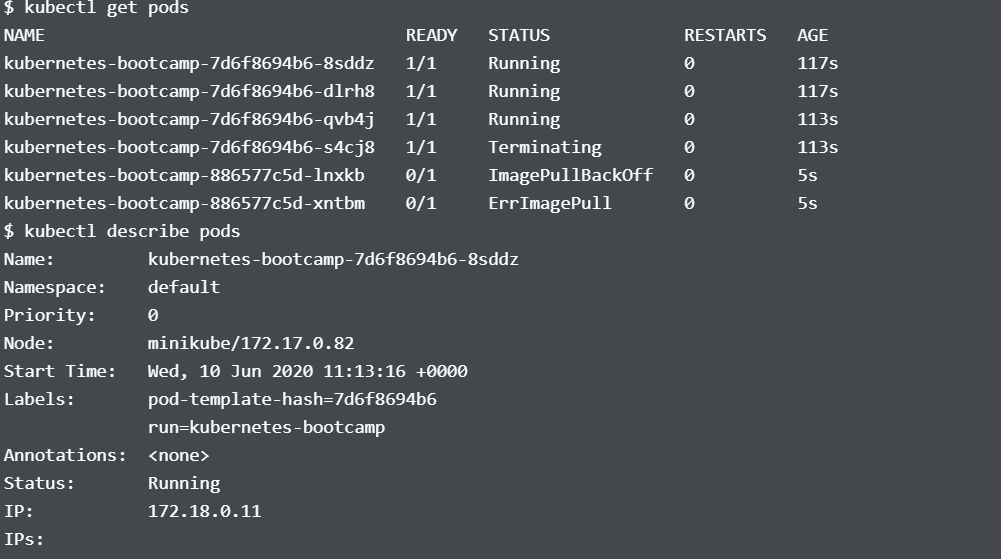 $ kubectl get pods
NAME READY STATUS RESTARTS AGE
kubernetes-bootcamp-7d6f8694b6-8sddz 1/1 Running 0 117s
kubernetes-bootcamp-7d6f8694b6-dlrh8 1/1 Running 0 117s
kubernetes-bootcamp-7d6f8694b6-qvb4j 1/1 Running 0 113s
kubernetes-bootcamp-7d6f8694b6-s4cj8 1/1 Terminating 0 113s
kubernetes-bootcamp-886577c5d-lnxkb 0/1 ImagePullBackOff 0 5s
kubernetes-bootcamp-886577c5d-xntbm 0/1 ErrImagePull 0 5s
$ kubectl describe pods
Name: kubernetes-bootcamp-7d6f8694b6-8sddz
Namespace: default
Priority: 0
Node: minikube/172.17.0.82
Start Time: Wed, 10 Jun 2020 11:13:16 +0000
Labels: pod-template-hash=7d6f8694b6
run=kubernetes-bootcamp
Annotations: <none>
Status: Running
IP: 172.18.0.11
IPs: